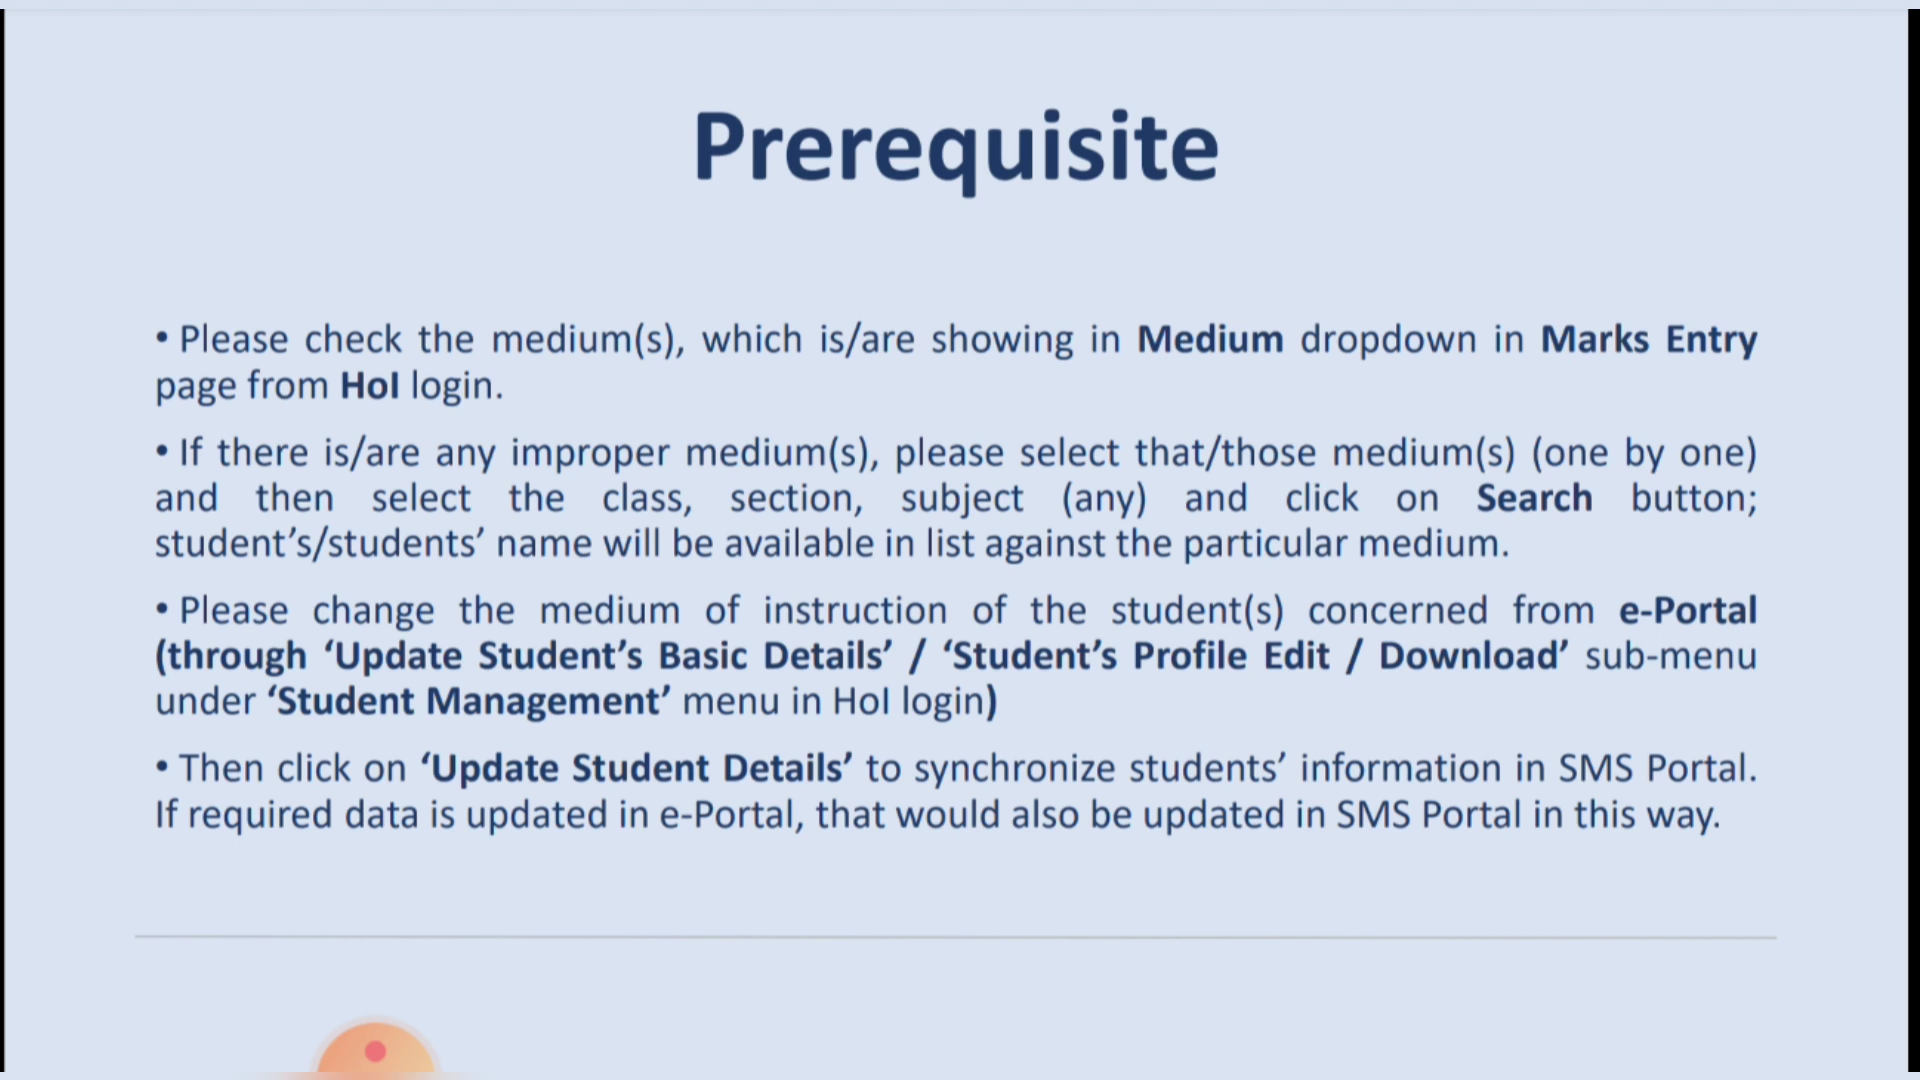 Prerequisite
• Please check the medium(s), which is/are showing in Medium dropdown in Marks Entry
page from HoI login.
• If there is/are any improper medium(s), please select that/those medium(s) (one by one)
and then select the class, section, subject (any) and click on Search button;
student’s/students’ name will be available in list against the particular medium.
• Please change the medium of instruction of the student(s) concerned from e-Portal
(through ‘Update Student’s Basic Details’ / ‘Student’s Profile Edit / Download’ sub-menu
under ‘Student Management’ menu in HoI login)
• Then click on ‘Update Student Details’ to synchronize students’ information in SMS Portal.
If required data is updated in e-Portal, that would also be updated in SMS Portal in this way.